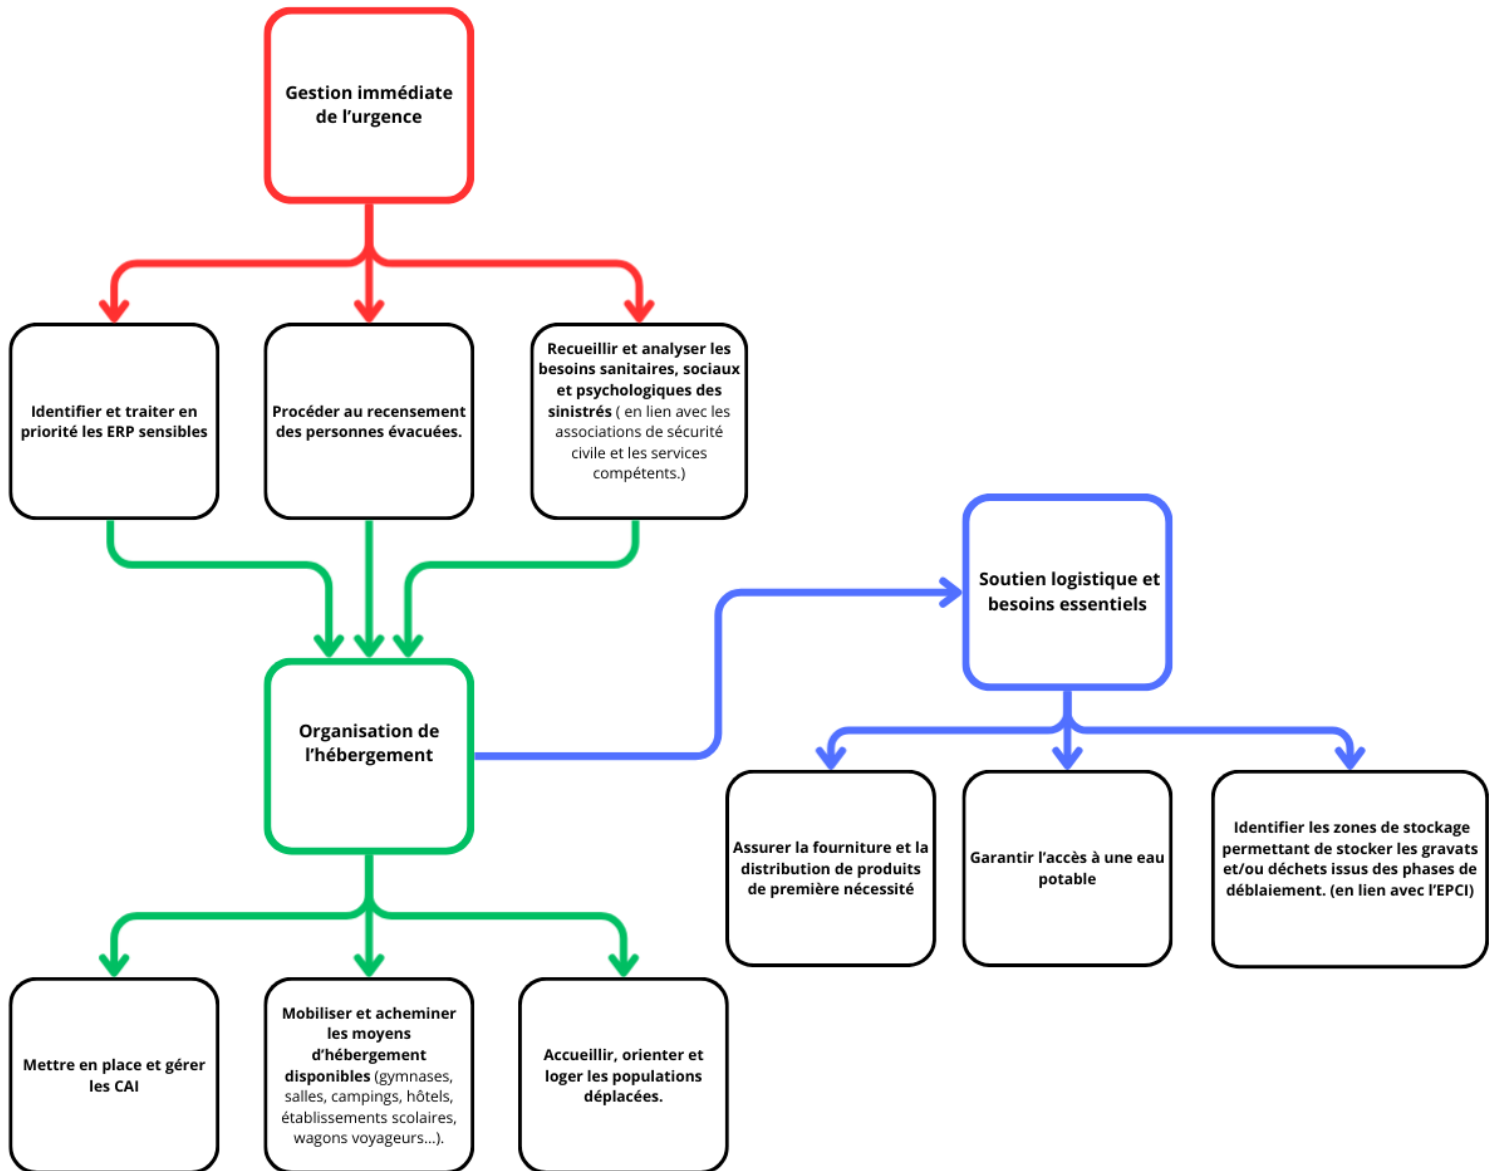 Gestion immédiate
de l’urgence
Identifier et traiter en
priorité les ERP sensibles
Procéder au recensement
des personnes évacuées.
Recueillir et analyser les
besoins sanitaires, sociaux
et psychologiques des
sinistrés ( en lien avec les
associations de sécurité
civile et les services
compétents.)
Organisation de
l’hébergement
Soutien logistique et
besoins essentiels
Assurer la fourniture et la
distribution de produits
de première nécessité
Garantir l’accès à une eau
potable
Identifier les zones de stockage
permettant de stocker les gravats
et/ou déchets issus des phases de
déblaiement. (en lien avec l’EPCI)
Mettre en place et gérer
les CAI
Mobiliser et acheminer
les moyens
d’hébergement
disponibles (gymnases,
salles, campings, hôtels,
établissements scolaires,
wagons voyageurs...).
Accueillir, orienter et
loger les populations
déplacées.